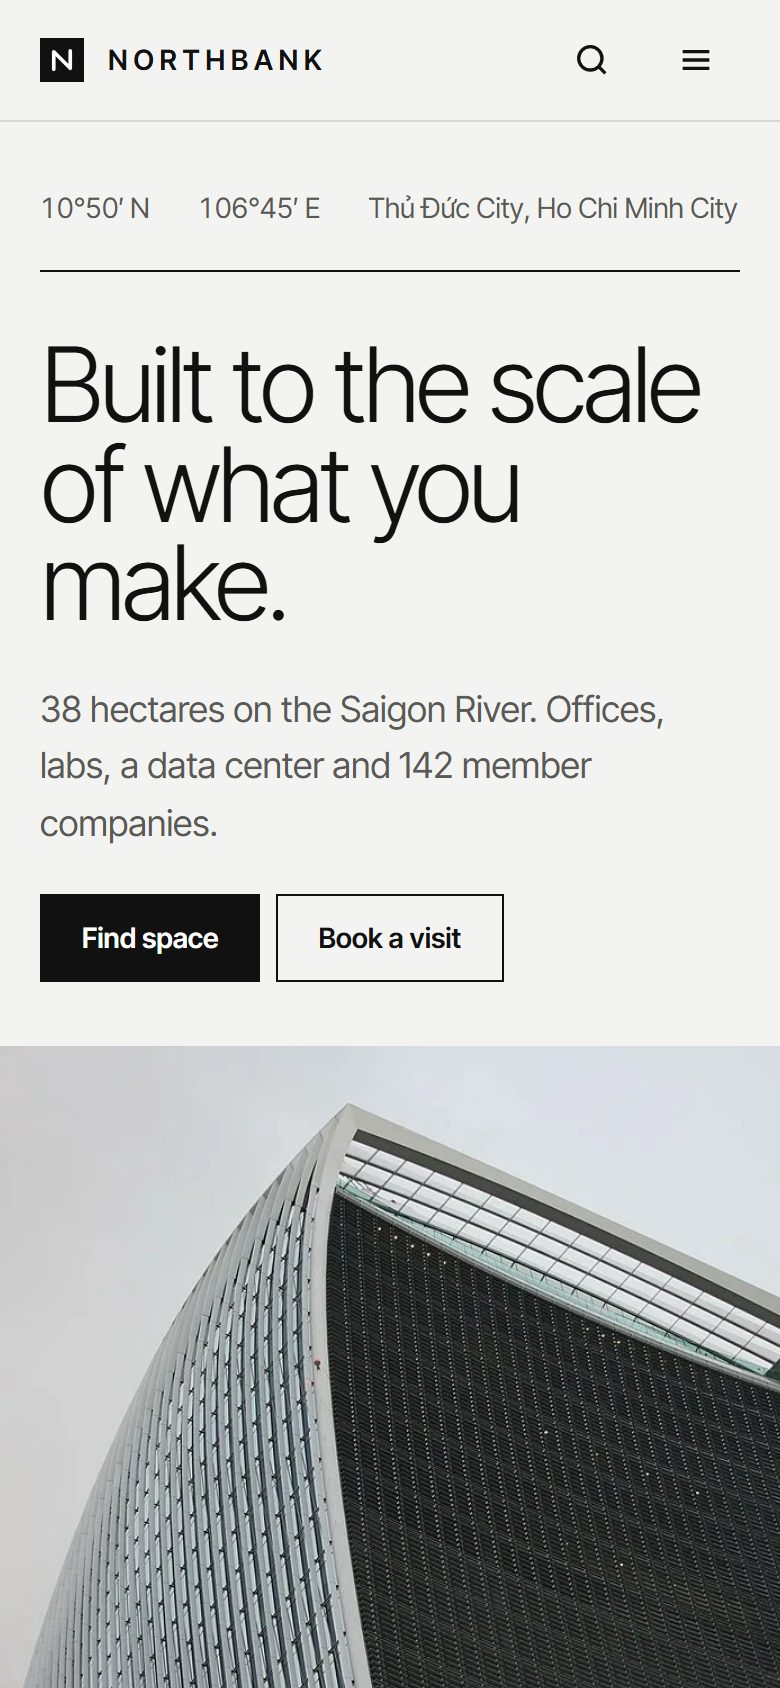 N NORTHBANK
10°50′ N 106°45′ E Thủ Đức City, Ho Chi Minh City
Built to the scale
of what you
make.
38 hectares on the Saigon River. Offices,
labs, a data center and 142 member
companies.
Find space Book a visit